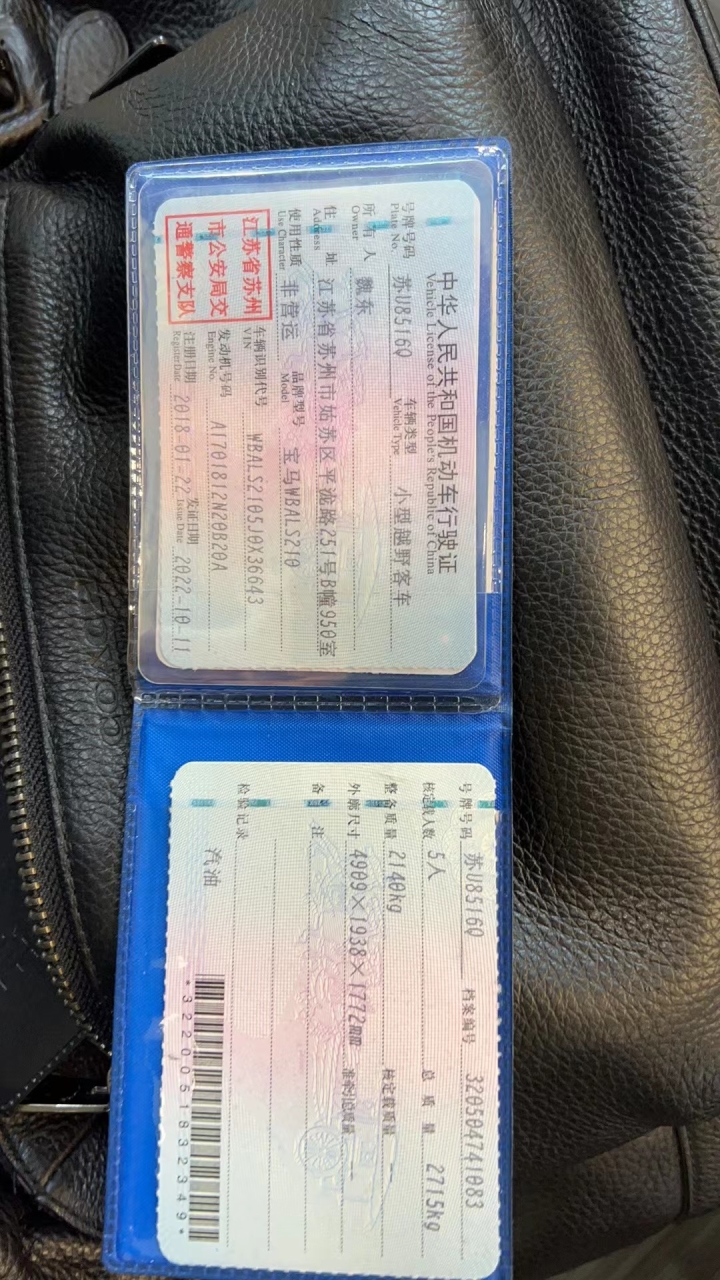 中华人民共和国机动车行驶证
Vehicle License of the People's Republic of China
号牌号码 苏U8516Q 车辆类型 小型越野客车
Plate No. Vehicle Type
所有人 魏东
Owner
住址 江苏省苏州市姑苏区平泷路251号B幢950室
Address
使用性质 非营运 品牌型号 宝马WBALS210
Use Character Model
江苏省苏州
市公安局交
通警察支队
车辆识别代号 WBALS2105J0X36643
VIN
发动机号码 A1701812N20B20A
Engine No.
注册日期 2018-01-22 发证日期 2022-10-11
Register Date Issue Date
号牌号码 苏U8516Q 档案编号 320504741083
核定载人数 5人 总质量 2715kg
整备质量 2140kg 核定载质量 --
外廓尺寸 4909×1938×1772mm 准牵引总质量 --
备注
检验记录
汽油
*3220051832349*